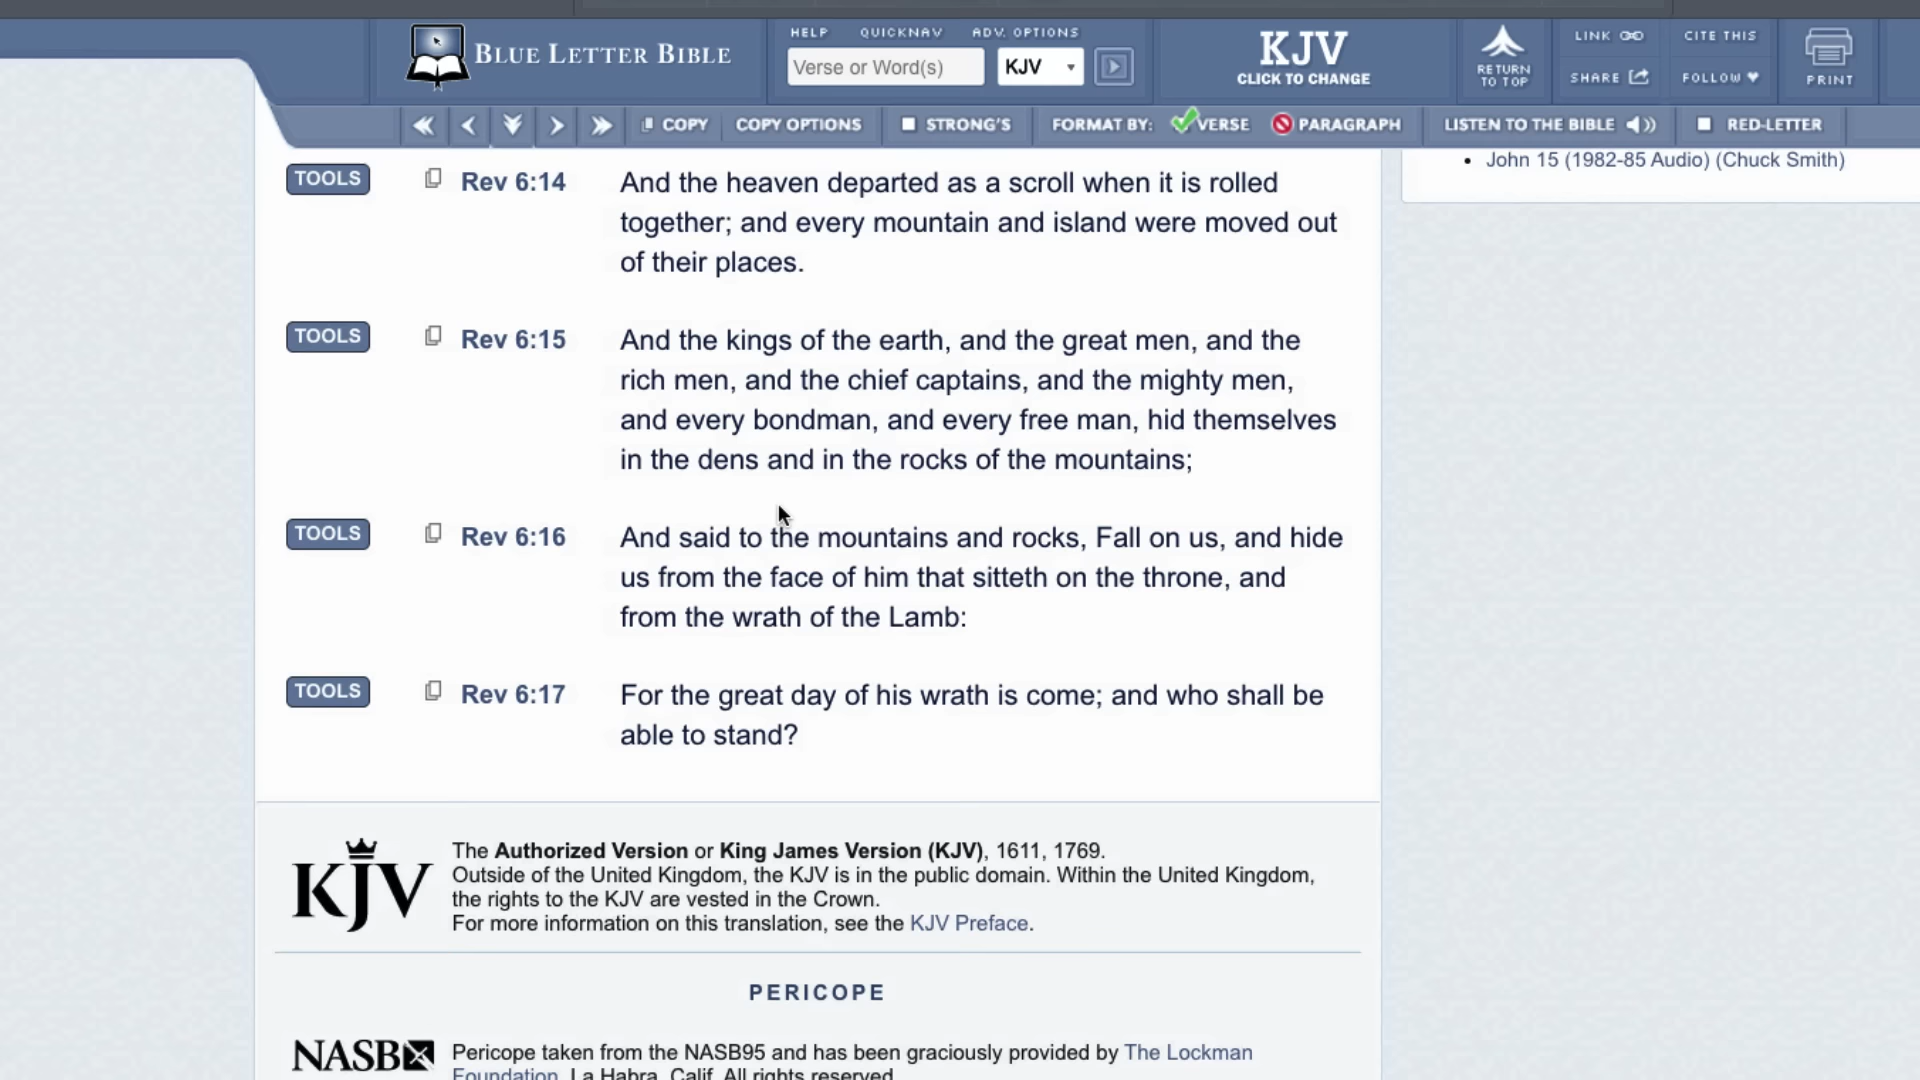 HELP QUICKNAV ADV. OPTIONS
BLUE LETTER BIBLE
Verse or Word(s)
KJV
KJV
CLICK TO CHANGE
RETURN
TO TOP
LINK
CITE THIS
SHARE
FOLLOW
PRINT
COPY COPY OPTIONS STRONG'S FORMAT BY: VERSE PARAGRAPH LISTEN TO THE BIBLE RED-LETTER
John 15 (1982-85 Audio) (Chuck Smith)
TOOLS Rev 6:14 And the heaven departed as a scroll when it is rolled
together; and every mountain and island were moved out
of their places.
TOOLS Rev 6:15 And the kings of the earth, and the great men, and the
rich men, and the chief captains, and the mighty men,
and every bondman, and every free man, hid themselves
in the dens and in the rocks of the mountains;
TOOLS Rev 6:16 And said to the mountains and rocks, Fall on us, and hide
us from the face of him that sitteth on the throne, and
from the wrath of the Lamb:
TOOLS Rev 6:17 For the great day of his wrath is come; and who shall be
able to stand?
KJV
The Authorized Version or King James Version (KJV), 1611, 1769.
Outside of the United Kingdom, the KJV is in the public domain. Within the United Kingdom,
the rights to the KJV are vested in the Crown.
For more information on this translation, see the KJV Preface.
PERICOPE
NASB
Pericope taken from the NASB95 and has been graciously provided by The Lockman
Foundation, La Habra, Calif. All rights reserved.